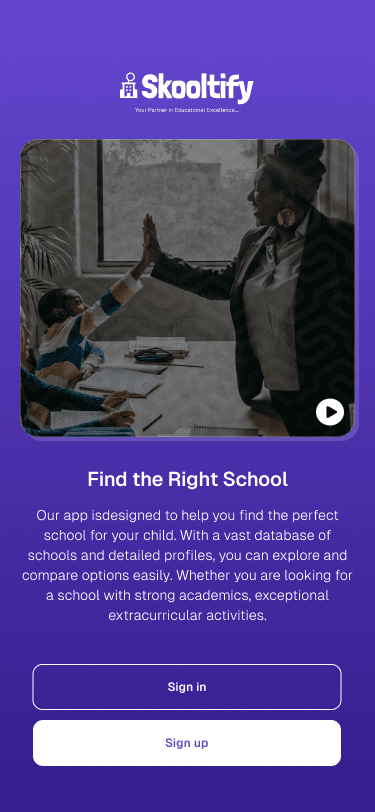 Skooltify
Your Partner in Educational Excellence...
Find the Right School
Our app isdesigned to help you find the perfect
school for your child. With a vast database of
schools and detailed profiles, you can explore and
compare options easily. Whether you are looking for
a school with strong academics, exceptional
extracurricular activities.
Sign in
Sign up